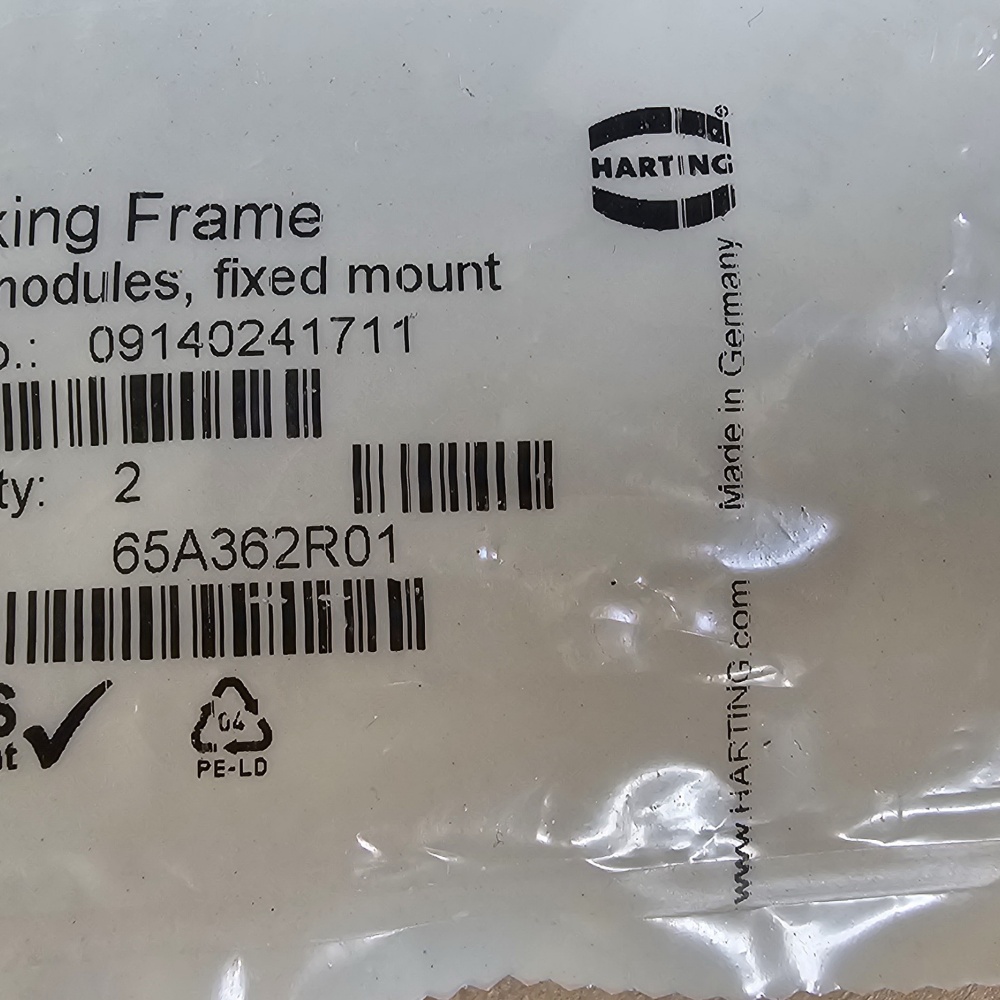 HARTING
king Frame
modules, fixed mount
o.: 09140241711
ty: 2
65A362R01
S
nt
04
PE-LD
www.HARTING.com Made in Germany